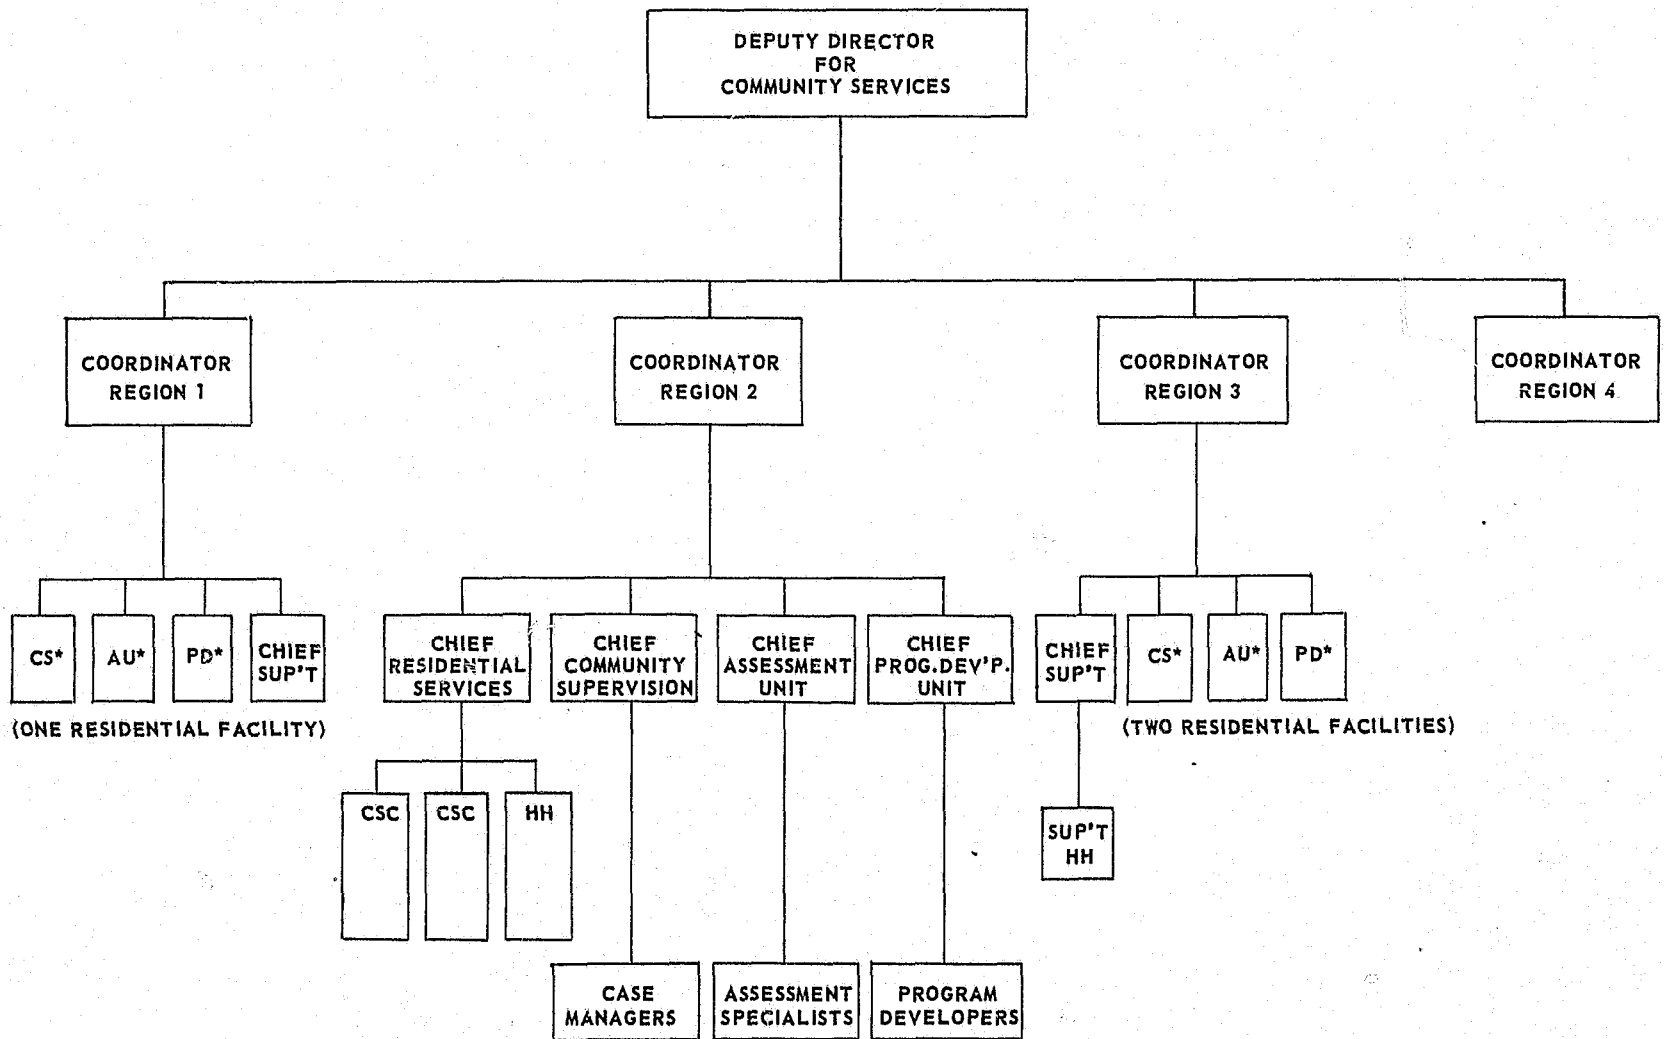 DEPUTY DIRECTOR
FOR
COMMUNITY SERVICES
COORDINATOR
REGION 1
COORDINATOR
REGION 2
COORDINATOR
REGION 3
COORDINATOR
REGION 4
CS*
AU*
PD*
CHIEF
SUP'T
(ONE RESIDENTIAL FACILITY)
CHIEF
RESIDENTIAL
SERVICES
CHIEF
COMMUNITY
SUPERVISION
CHIEF
ASSESSMENT
UNIT
CHIEF
PROG.DEV'P.
UNIT
CHIEF
SUP'T
CS*
AU*
PD*
(TWO RESIDENTIAL FACILITIES)
CSC
CSC
HH
SUP'T
HH
CASE
MANAGERS
ASSESSMENT
SPECIALISTS
PROGRAM
DEVELOPERS